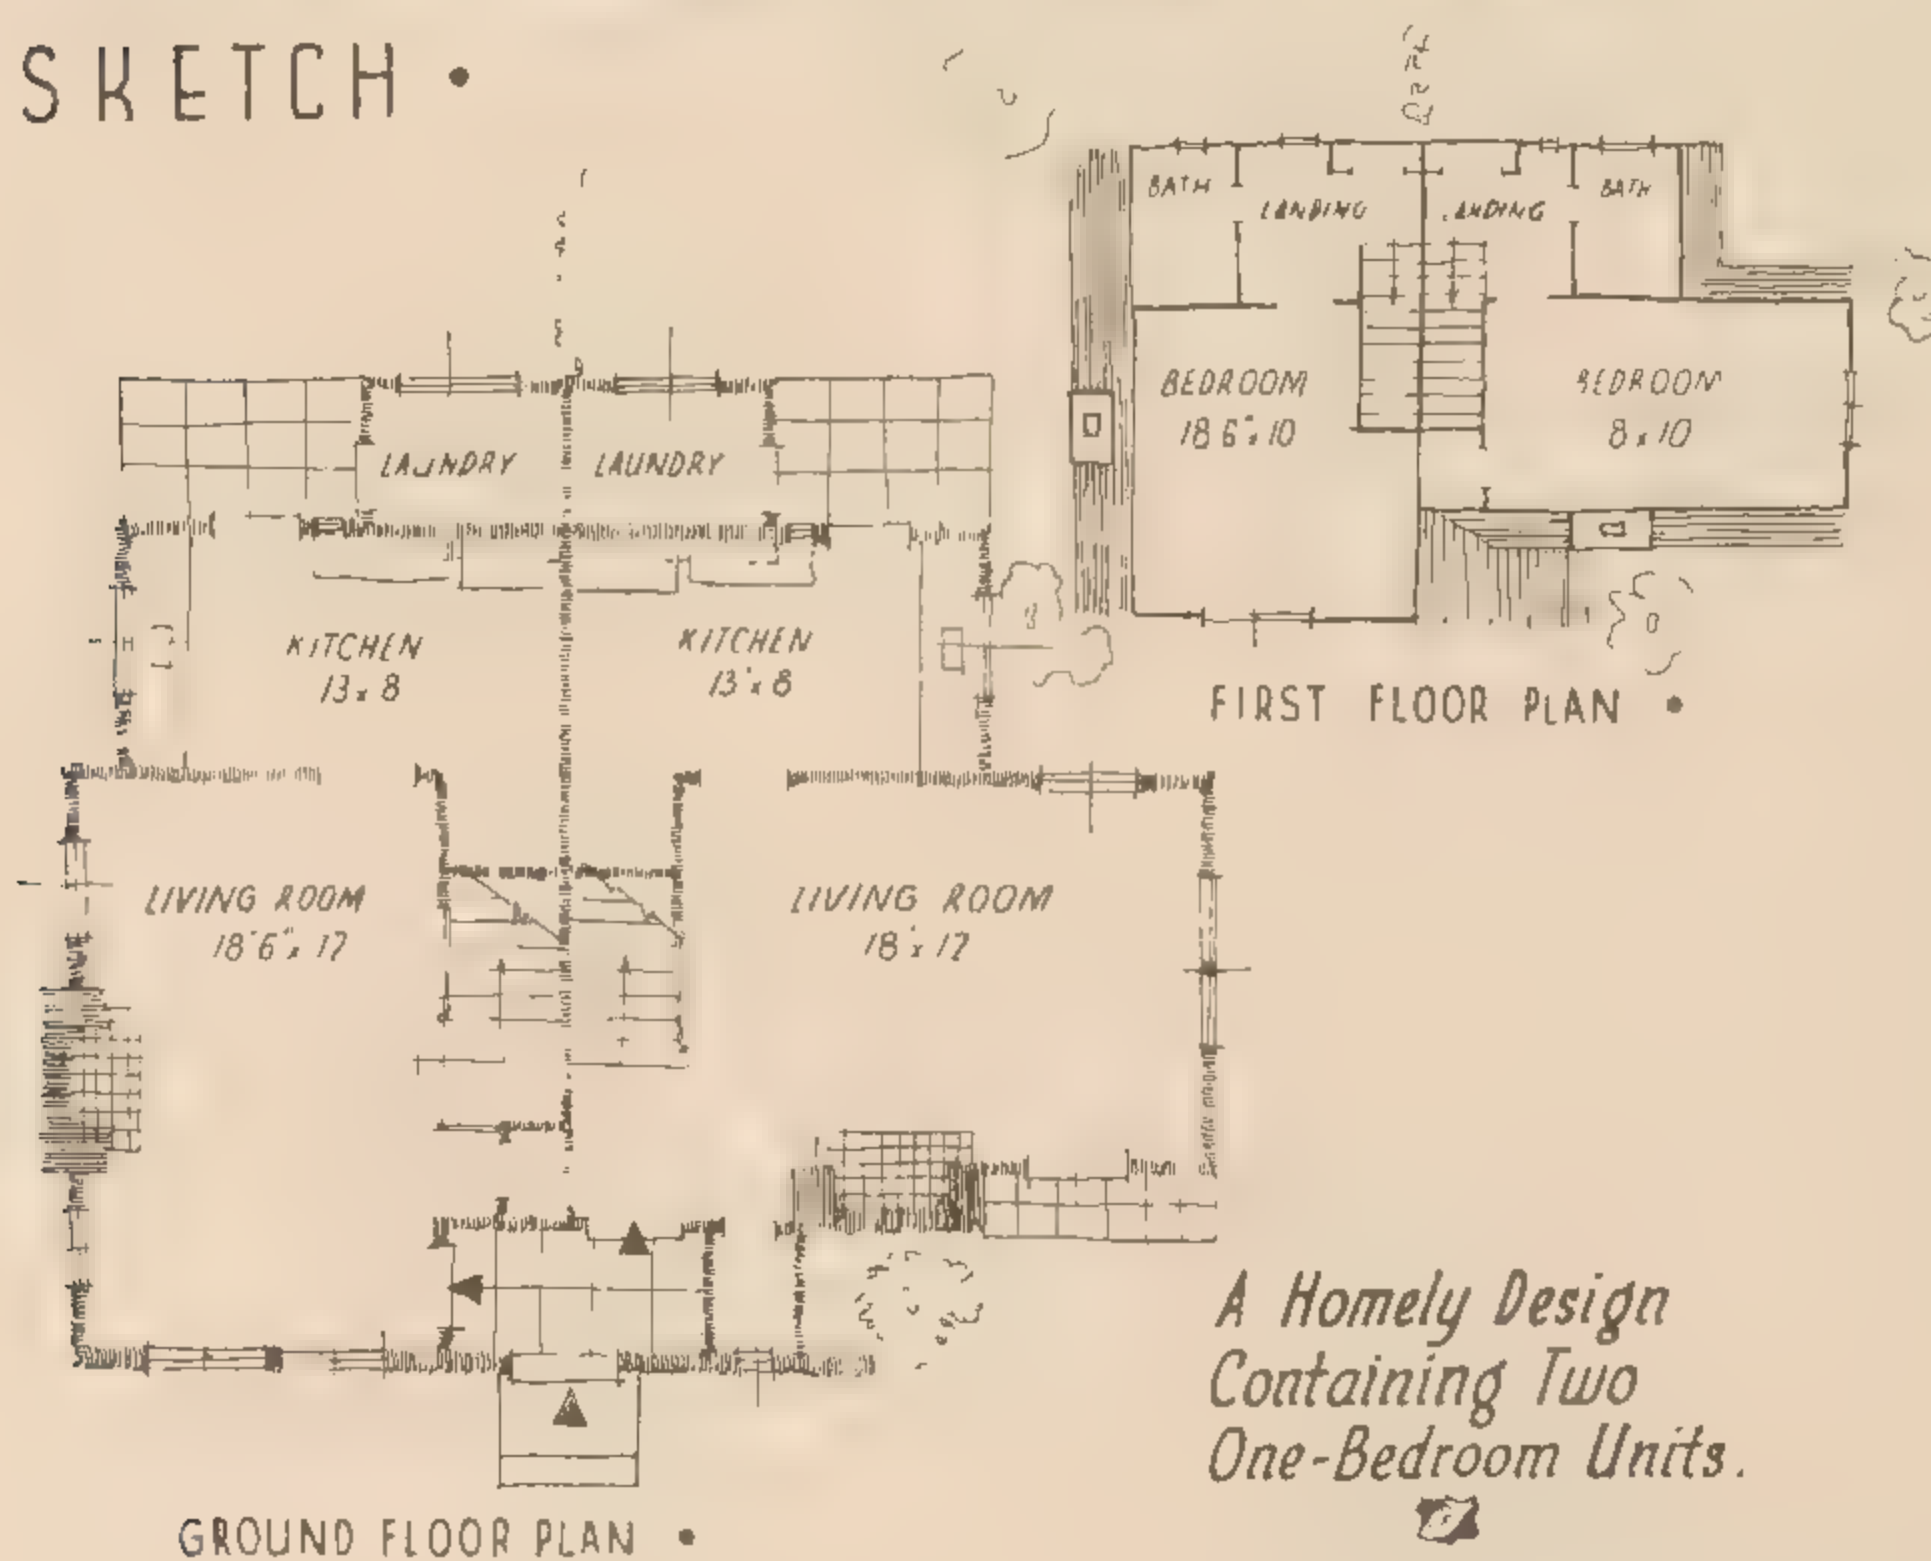 SKETCH •
BATH
LANDING
LANDING
BATH
BEDROOM
18 6" x 10
BEDROOM
8 x 10
FIRST FLOOR PLAN •
LAUNDRY
LAUNDRY
KITCHEN
13 x 8
KITCHEN
13' x 8
LIVING ROOM
18'6" x 12
LIVING ROOM
18' x 12
A Homely Design
Containing Two
One-Bedroom Units.
GROUND FLOOR PLAN •